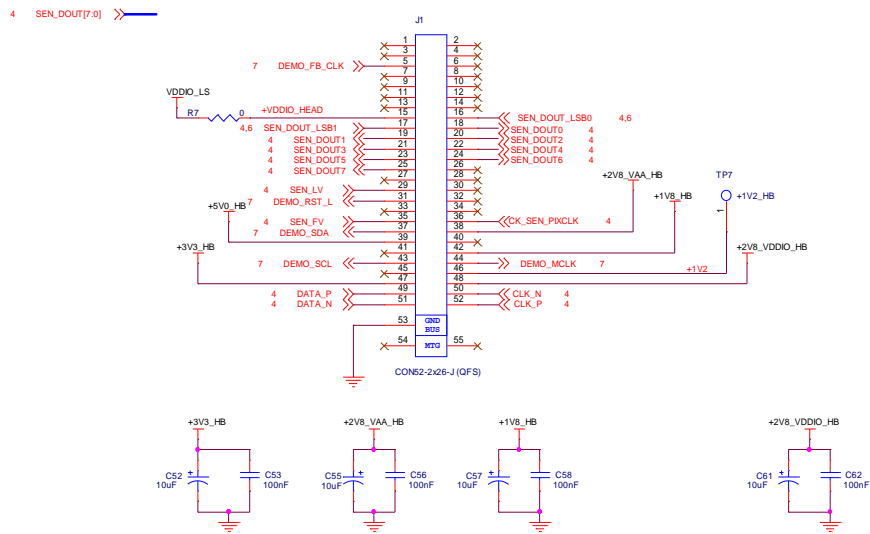 4 SEN_DOUT[7:0]
J1
1 2
3 4
7 DEMO_FB_CLK 5 6
7 8
9 10
VDDIO_LS 11 12
13 14
R7 0 +VDDIO_HEAD 15 16 SEN_DOUT_LSB0 4,6
4,6 SEN_DOUT_LSB1 17 18 SEN_DOUT0 4
4 SEN_DOUT1 19 20 SEN_DOUT2 4
4 SEN_DOUT3 21 22 SEN_DOUT4 4
4 SEN_DOUT5 23 24 SEN_DOUT6 4
4 SEN_DOUT7 25 26
27 28 +2V8_VAA_HB TP7
4 SEN_LV 29 30 +1V8_HB +1V2_HB
7 DEMO_RST_L 31 32
+5V0_HB 33 34 1
4 SEN_FV 35 36 CK_SEN_PIXCLK 4
7 DEMO_SDA 37 38
39 40
+3V3_HB 41 42 +2V8_VDDIO_HB
7 DEMO_SCL 43 44 DEMO_MCLK 7
45 46 +1V2
47 48
4 DATA_P 49 50 CLK_N 4
4 DATA_N 51 52 CLK_P 4
53 GND
BUS
54 MTG 55
CON52-2x26-J (QFS)
+3V3_HB +2V8_VAA_HB +1V8_HB +2V8_VDDIO_HB
C52 + C53 C55 + C56 C57 + C58 C61 + C62
10uF 100nF 10uF 100nF 10uF 100nF 10uF 100nF